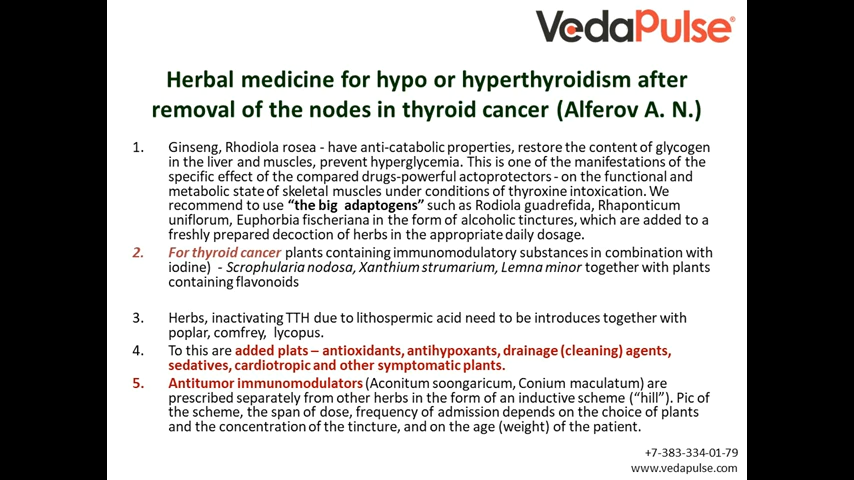 VedaPulse®
Herbal medicine for hypo or hyperthyroidism after
removal of the nodes in thyroid cancer (Alferov A. N.)
1. Ginseng, Rhodiola rosea - have anti-catabolic properties, restore the content of glycogen
in the liver and muscles, prevent hyperglycemia. This is one of the manifestations of the
specific effect of the compared drugs-powerful actoprotectors - on the functional and
metabolic state of skeletal muscles under conditions of thyroxine intoxication. We
recommend to use “the big adaptogens” such as Rodiola guadrefida, Rhaponticum
uniflorum, Euphorbia fischeriana in the form of alcoholic tinctures, which are added to a
freshly prepared decoction of herbs in the appropriate daily dosage.
2. For thyroid cancer plants containing immunomodulatory substances in combination with
iodine) - Scrophularia nodosa, Xanthium strumarium, Lemna minor together with plants
containing flavonoids
3. Herbs, inactivating TTH due to lithospermic acid need to be introduces together with
poplar, comfrey, lycopus.
4. To this are added plats – antioxidants, antihypoxants, drainage (cleaning) agents,
sedatives, cardiotropic and other symptomatic plants.
5. Antitumor immunomodulators (Aconitum soongaricum, Conium maculatum) are
prescribed separately from other herbs in the form of an inductive scheme (“hill”). Pic of
the scheme, the span of dose, frequency of admission depends on the choice of plants
and the concentration of the tincture, and on the age (weight) of the patient.
+7-383-334-01-79
www.vedapulse.com